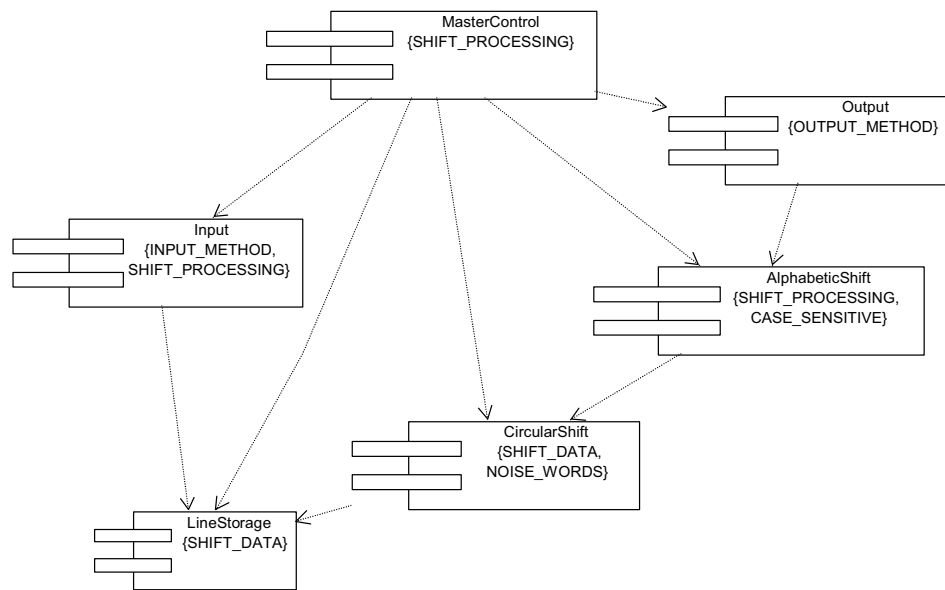 MasterControl
{SHIFT_PROCESSING}
Output
{OUTPUT_METHOD}
Input
{INPUT_METHOD,
SHIFT_PROCESSING}
AlphabeticShift
{SHIFT_PROCESSING,
CASE_SENSITIVE}
CircularShift
{SHIFT_DATA,
NOISE_WORDS}
LineStorage
{SHIFT_DATA}